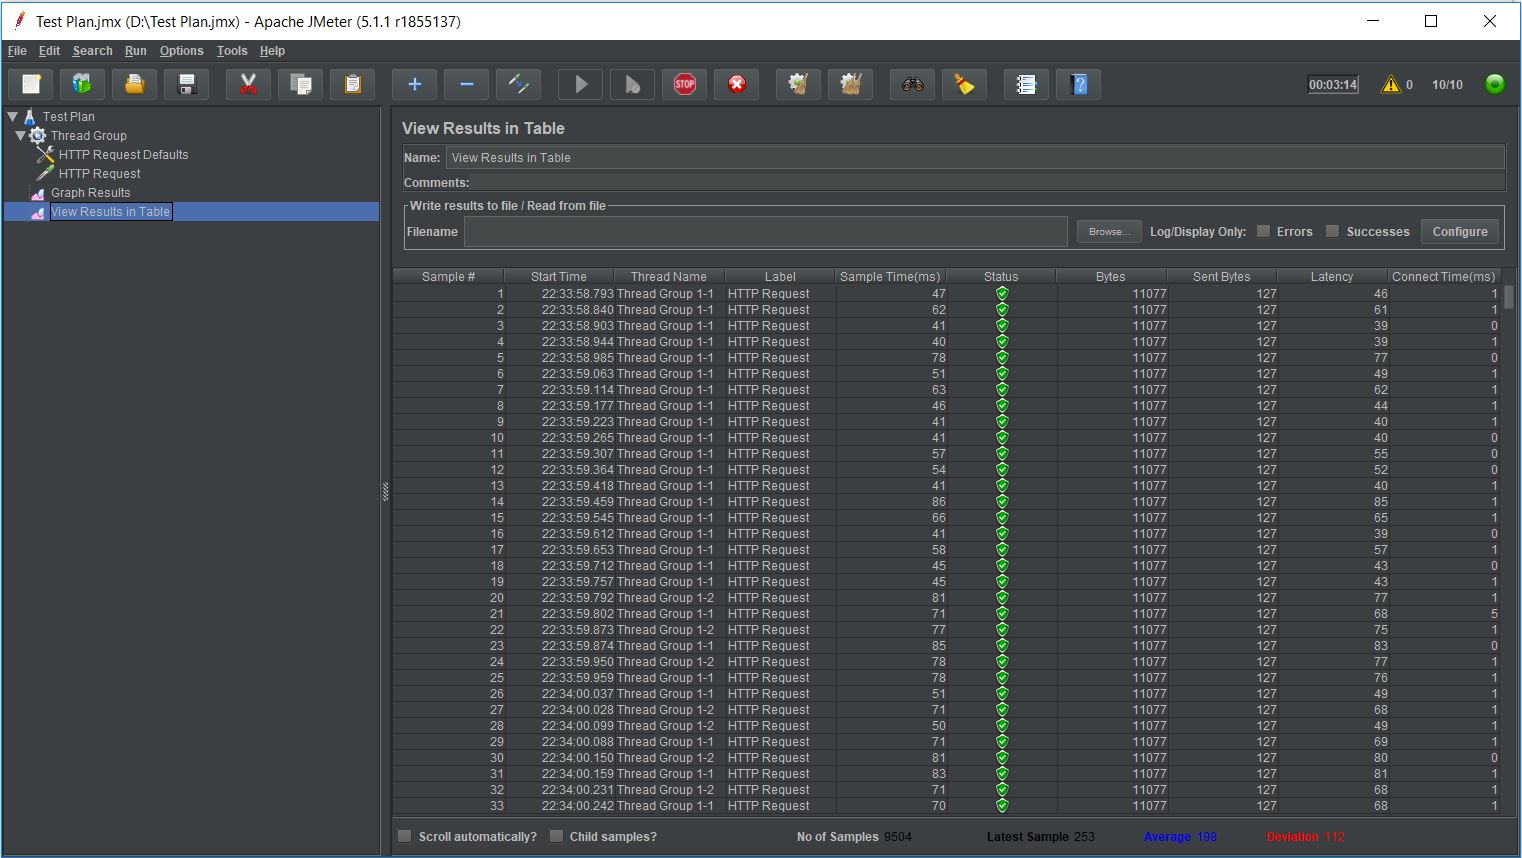 Test Plan.jmx (D:\Test Plan.jmx) - Apache JMeter (5.1.1 r1855137)
File Edit Search Run Options Tools Help
STOP 00:03:14 0 10/10
Test Plan
Thread Group
HTTP Request Defaults
HTTP Request
Graph Results
View Results in Table
View Results in Table
Name: View Results in Table
Comments:
Write results to file / Read from file
Filename Browse... Log/Display Only: Errors Successes Configure
Sample # Start Time Thread Name Label Sample Time(ms) Status Bytes Sent Bytes Latency Connect Time(ms)
1 22:33:58.793 Thread Group 1-1 HTTP Request 47 11077 127 46 1
2 22:33:58.840 Thread Group 1-1 HTTP Request 62 11077 127 61 1
3 22:33:58.903 Thread Group 1-1 HTTP Request 41 11077 127 39 0
4 22:33:58.944 Thread Group 1-1 HTTP Request 40 11077 127 39 1
5 22:33:58.985 Thread Group 1-1 HTTP Request 78 11077 127 77 0
6 22:33:59.063 Thread Group 1-1 HTTP Request 51 11077 127 49 1
7 22:33:59.114 Thread Group 1-1 HTTP Request 63 11077 127 62 1
8 22:33:59.177 Thread Group 1-1 HTTP Request 46 11077 127 44 1
9 22:33:59.223 Thread Group 1-1 HTTP Request 41 11077 127 40 1
10 22:33:59.265 Thread Group 1-1 HTTP Request 41 11077 127 40 0
11 22:33:59.307 Thread Group 1-1 HTTP Request 57 11077 127 55 0
12 22:33:59.364 Thread Group 1-1 HTTP Request 54 11077 127 52 0
13 22:33:59.418 Thread Group 1-1 HTTP Request 41 11077 127 40 1
14 22:33:59.459 Thread Group 1-1 HTTP Request 86 11077 127 85 1
15 22:33:59.545 Thread Group 1-1 HTTP Request 66 11077 127 65 1
16 22:33:59.612 Thread Group 1-1 HTTP Request 41 11077 127 39 0
17 22:33:59.653 Thread Group 1-1 HTTP Request 58 11077 127 57 1
18 22:33:59.712 Thread Group 1-1 HTTP Request 45 11077 127 43 0
19 22:33:59.757 Thread Group 1-1 HTTP Request 45 11077 127 43 1
20 22:33:59.792 Thread Group 1-2 HTTP Request 81 11077 127 77 1
21 22:33:59.802 Thread Group 1-1 HTTP Request 71 11077 127 68 5
22 22:33:59.873 Thread Group 1-2 HTTP Request 77 11077 127 75 1
23 22:33:59.874 Thread Group 1-1 HTTP Request 85 11077 127 83 0
24 22:33:59.950 Thread Group 1-2 HTTP Request 78 11077 127 77 1
25 22:33:59.959 Thread Group 1-1 HTTP Request 78 11077 127 76 1
26 22:34:00.037 Thread Group 1-1 HTTP Request 51 11077 127 49 1
27 22:34:00.028 Thread Group 1-2 HTTP Request 71 11077 127 68 1
28 22:34:00.099 Thread Group 1-2 HTTP Request 50 11077 127 49 1
29 22:34:00.088 Thread Group 1-1 HTTP Request 71 11077 127 69 1
30 22:34:00.150 Thread Group 1-2 HTTP Request 81 11077 127 80 0
31 22:34:00.159 Thread Group 1-1 HTTP Request 83 11077 127 81 1
32 22:34:00.231 Thread Group 1-2 HTTP Request 71 11077 127 68 1
33 22:34:00.242 Thread Group 1-1 HTTP Request 70 11077 127 68 1
Scroll automatically? Child samples? No of Samples 9504 Latest Sample 253 Average 198 Deviation 112